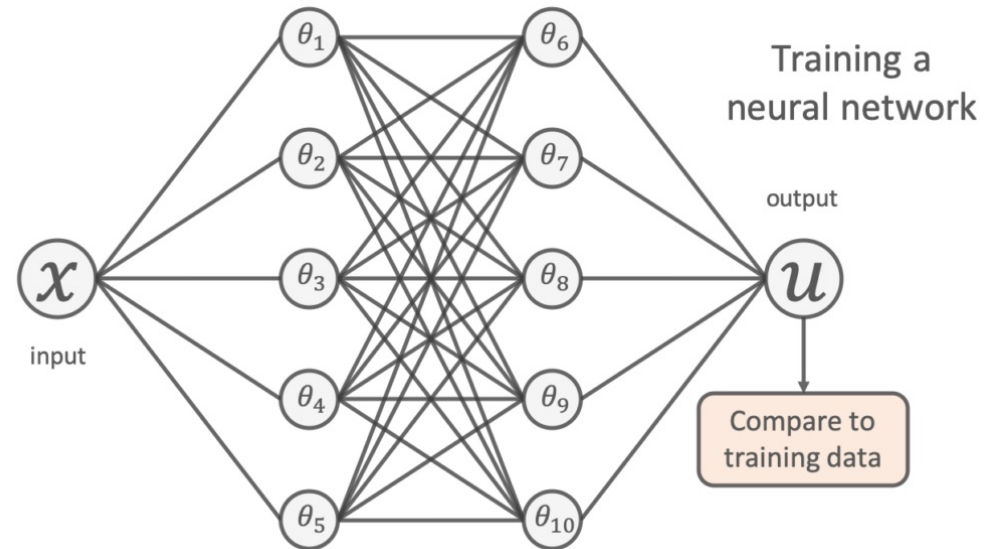 Training a
neural network
θ₁
θ₂
θ₃
θ₄
θ₅
θ₆
θ₇
θ₈
θ₉
θ₁₀
x
input
output
u
Compare to
training data